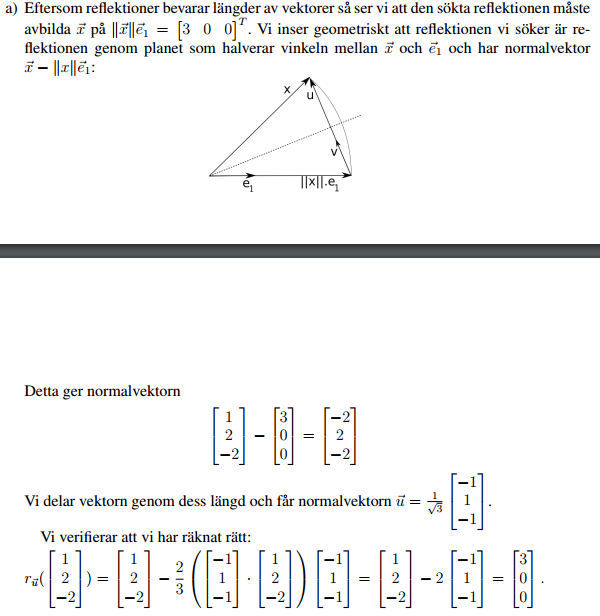 a) Eftersom reflektioner bevarar längder av vektorer så ser vi att den sökta reflektionen måste
avbilda $\vec{x}$ på $\|\vec{x}\|\vec{e}_1 = \begin{bmatrix} 3 & 0 & 0 \end{bmatrix}^T$. Vi inser geometriskt att reflektionen vi söker är re-
flektionen genom planet som halverar vinkeln mellan $\vec{x}$ och $\vec{e}_1$ och har normalvektor
$\vec{x} - \|x\|\vec{e}_1$:
x
u
v
e₁
||x||.e₁
Detta ger normalvektorn
$\begin{bmatrix} 1 \\ 2 \\ -2 \end{bmatrix} - \begin{bmatrix} 3 \\ 0 \\ 0 \end{bmatrix} = \begin{bmatrix} -2 \\ 2 \\ -2 \end{bmatrix}$
Vi delar vektorn genom dess längd och får normalvektorn $\vec{u} = \frac{1}{\sqrt{3}} \begin{bmatrix} -1 \\ 1 \\ -1 \end{bmatrix}$.
Vi verifierar att vi har räknat rätt:
$r_{\vec{u}}(\begin{bmatrix} 1 \\ 2 \\ -2 \end{bmatrix}) = \begin{bmatrix} 1 \\ 2 \\ -2 \end{bmatrix} - \frac{2}{3} \left( \begin{bmatrix} -1 \\ 1 \\ -1 \end{bmatrix} \cdot \begin{bmatrix} 1 \\ 2 \\ -2 \end{bmatrix} \right) \begin{bmatrix} -1 \\ 1 \\ -1 \end{bmatrix} = \begin{bmatrix} 1 \\ 2 \\ -2 \end{bmatrix} - 2 \begin{bmatrix} -1 \\ 1 \\ -1 \end{bmatrix} = \begin{bmatrix} 3 \\ 0 \\ 0 \end{bmatrix}$.